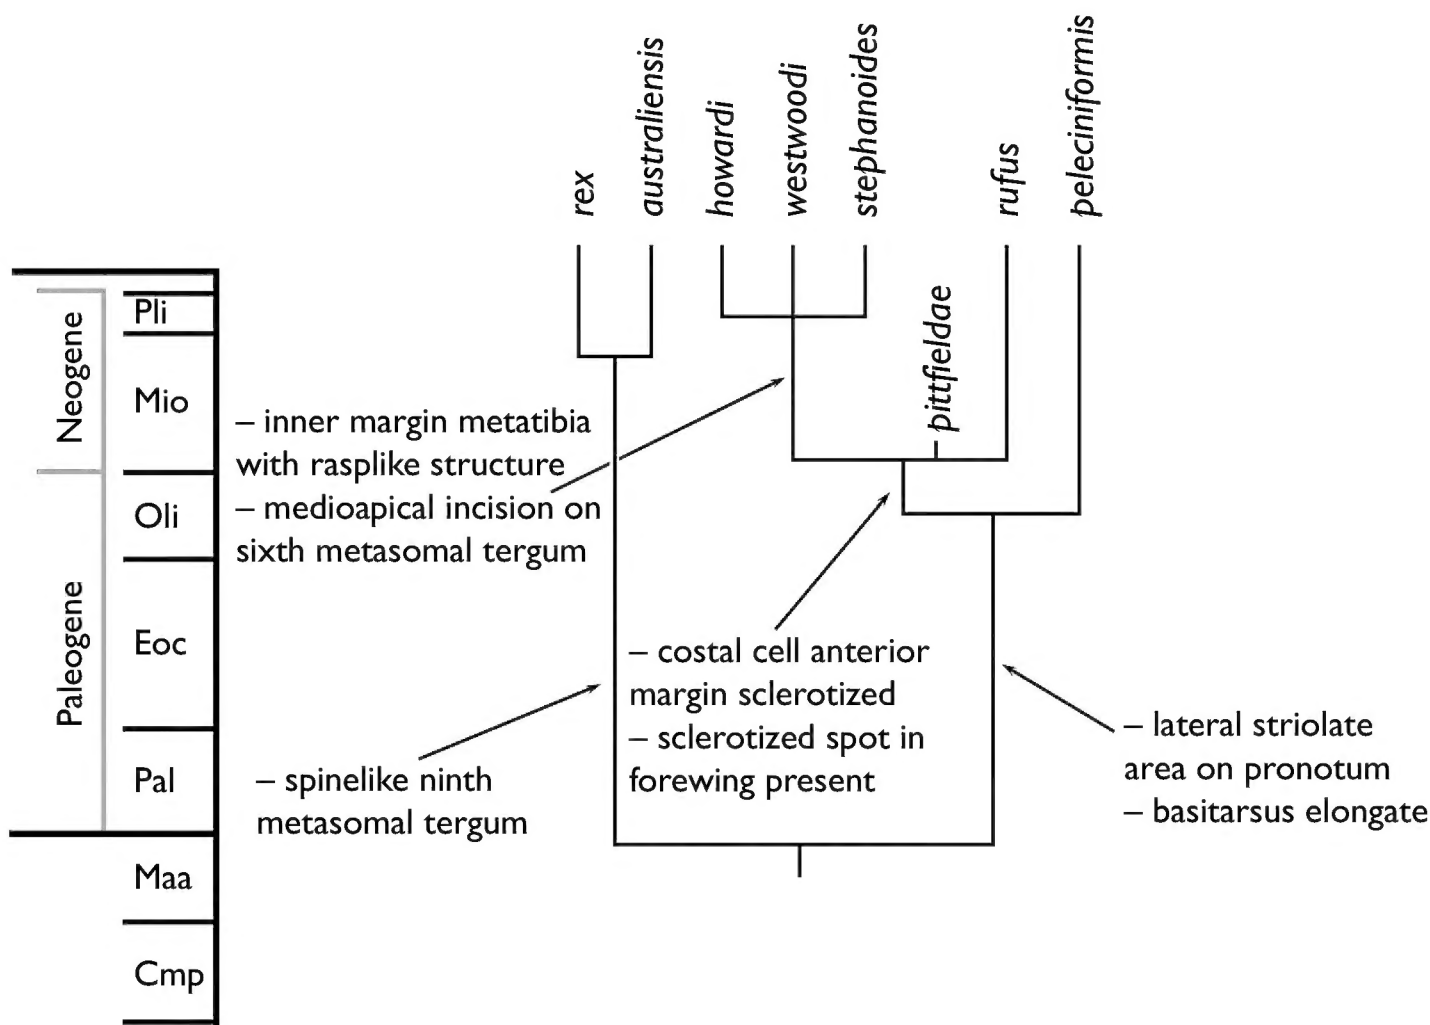 rex
australiensis
howardi
westwoodi
stephanoides
rufus
peleciniformis
pittfieldae
Neogene
Paleogene
Pli
Mio
Oli
Eoc
Pal
Maa
Cmp
– inner margin metatibia
with rasplike structure
– medioapical incision on
sixth metasomal tergum
– costal cell anterior
margin sclerotized
– sclerotized spot in
forewing present
– spinelike ninth
metasomal tergum
– lateral striolate
area on pronotum
– basitarsus elongate